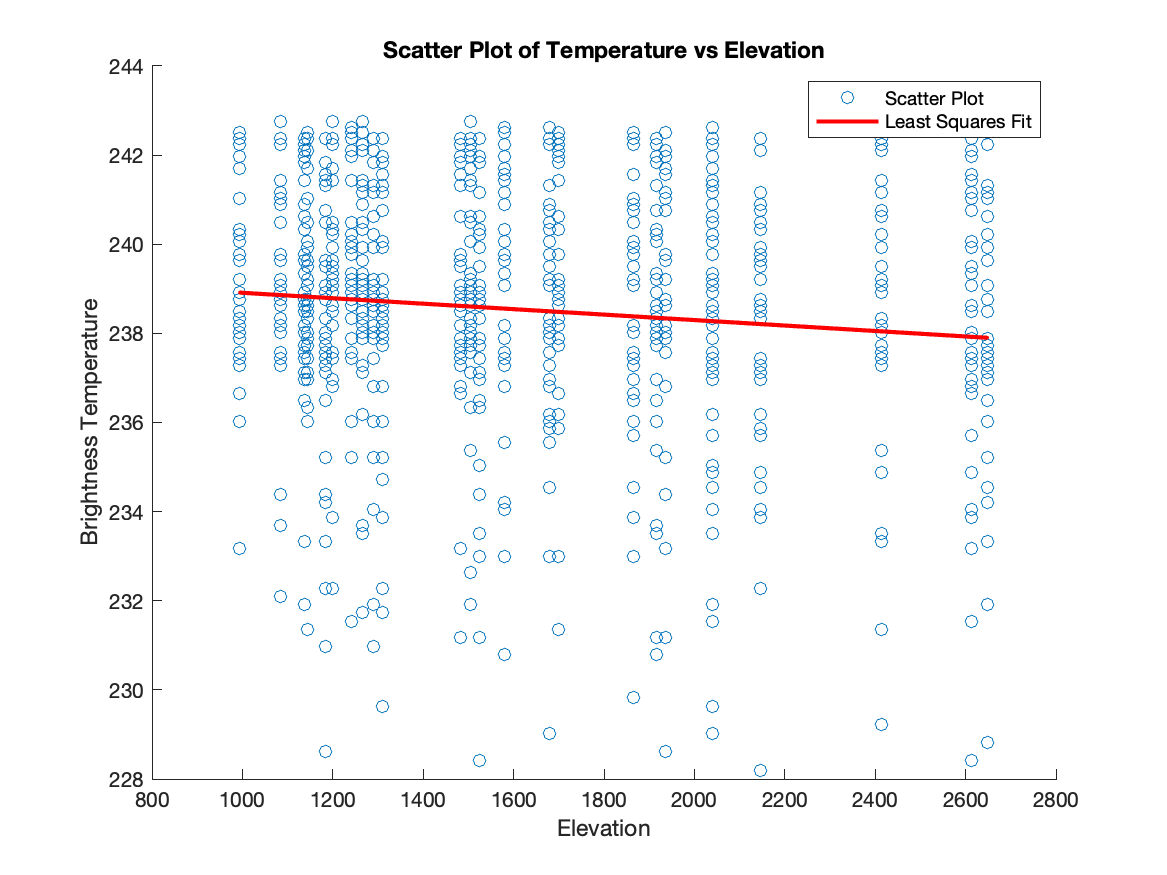 Scatter Plot of Temperature vs Elevation
244
242
240
238
236
234
232
230
228
Brightness Temperature
Scatter Plot
Least Squares Fit
800 1000 1200 1400 1600 1800 2000 2200 2400 2600 2800
Elevation